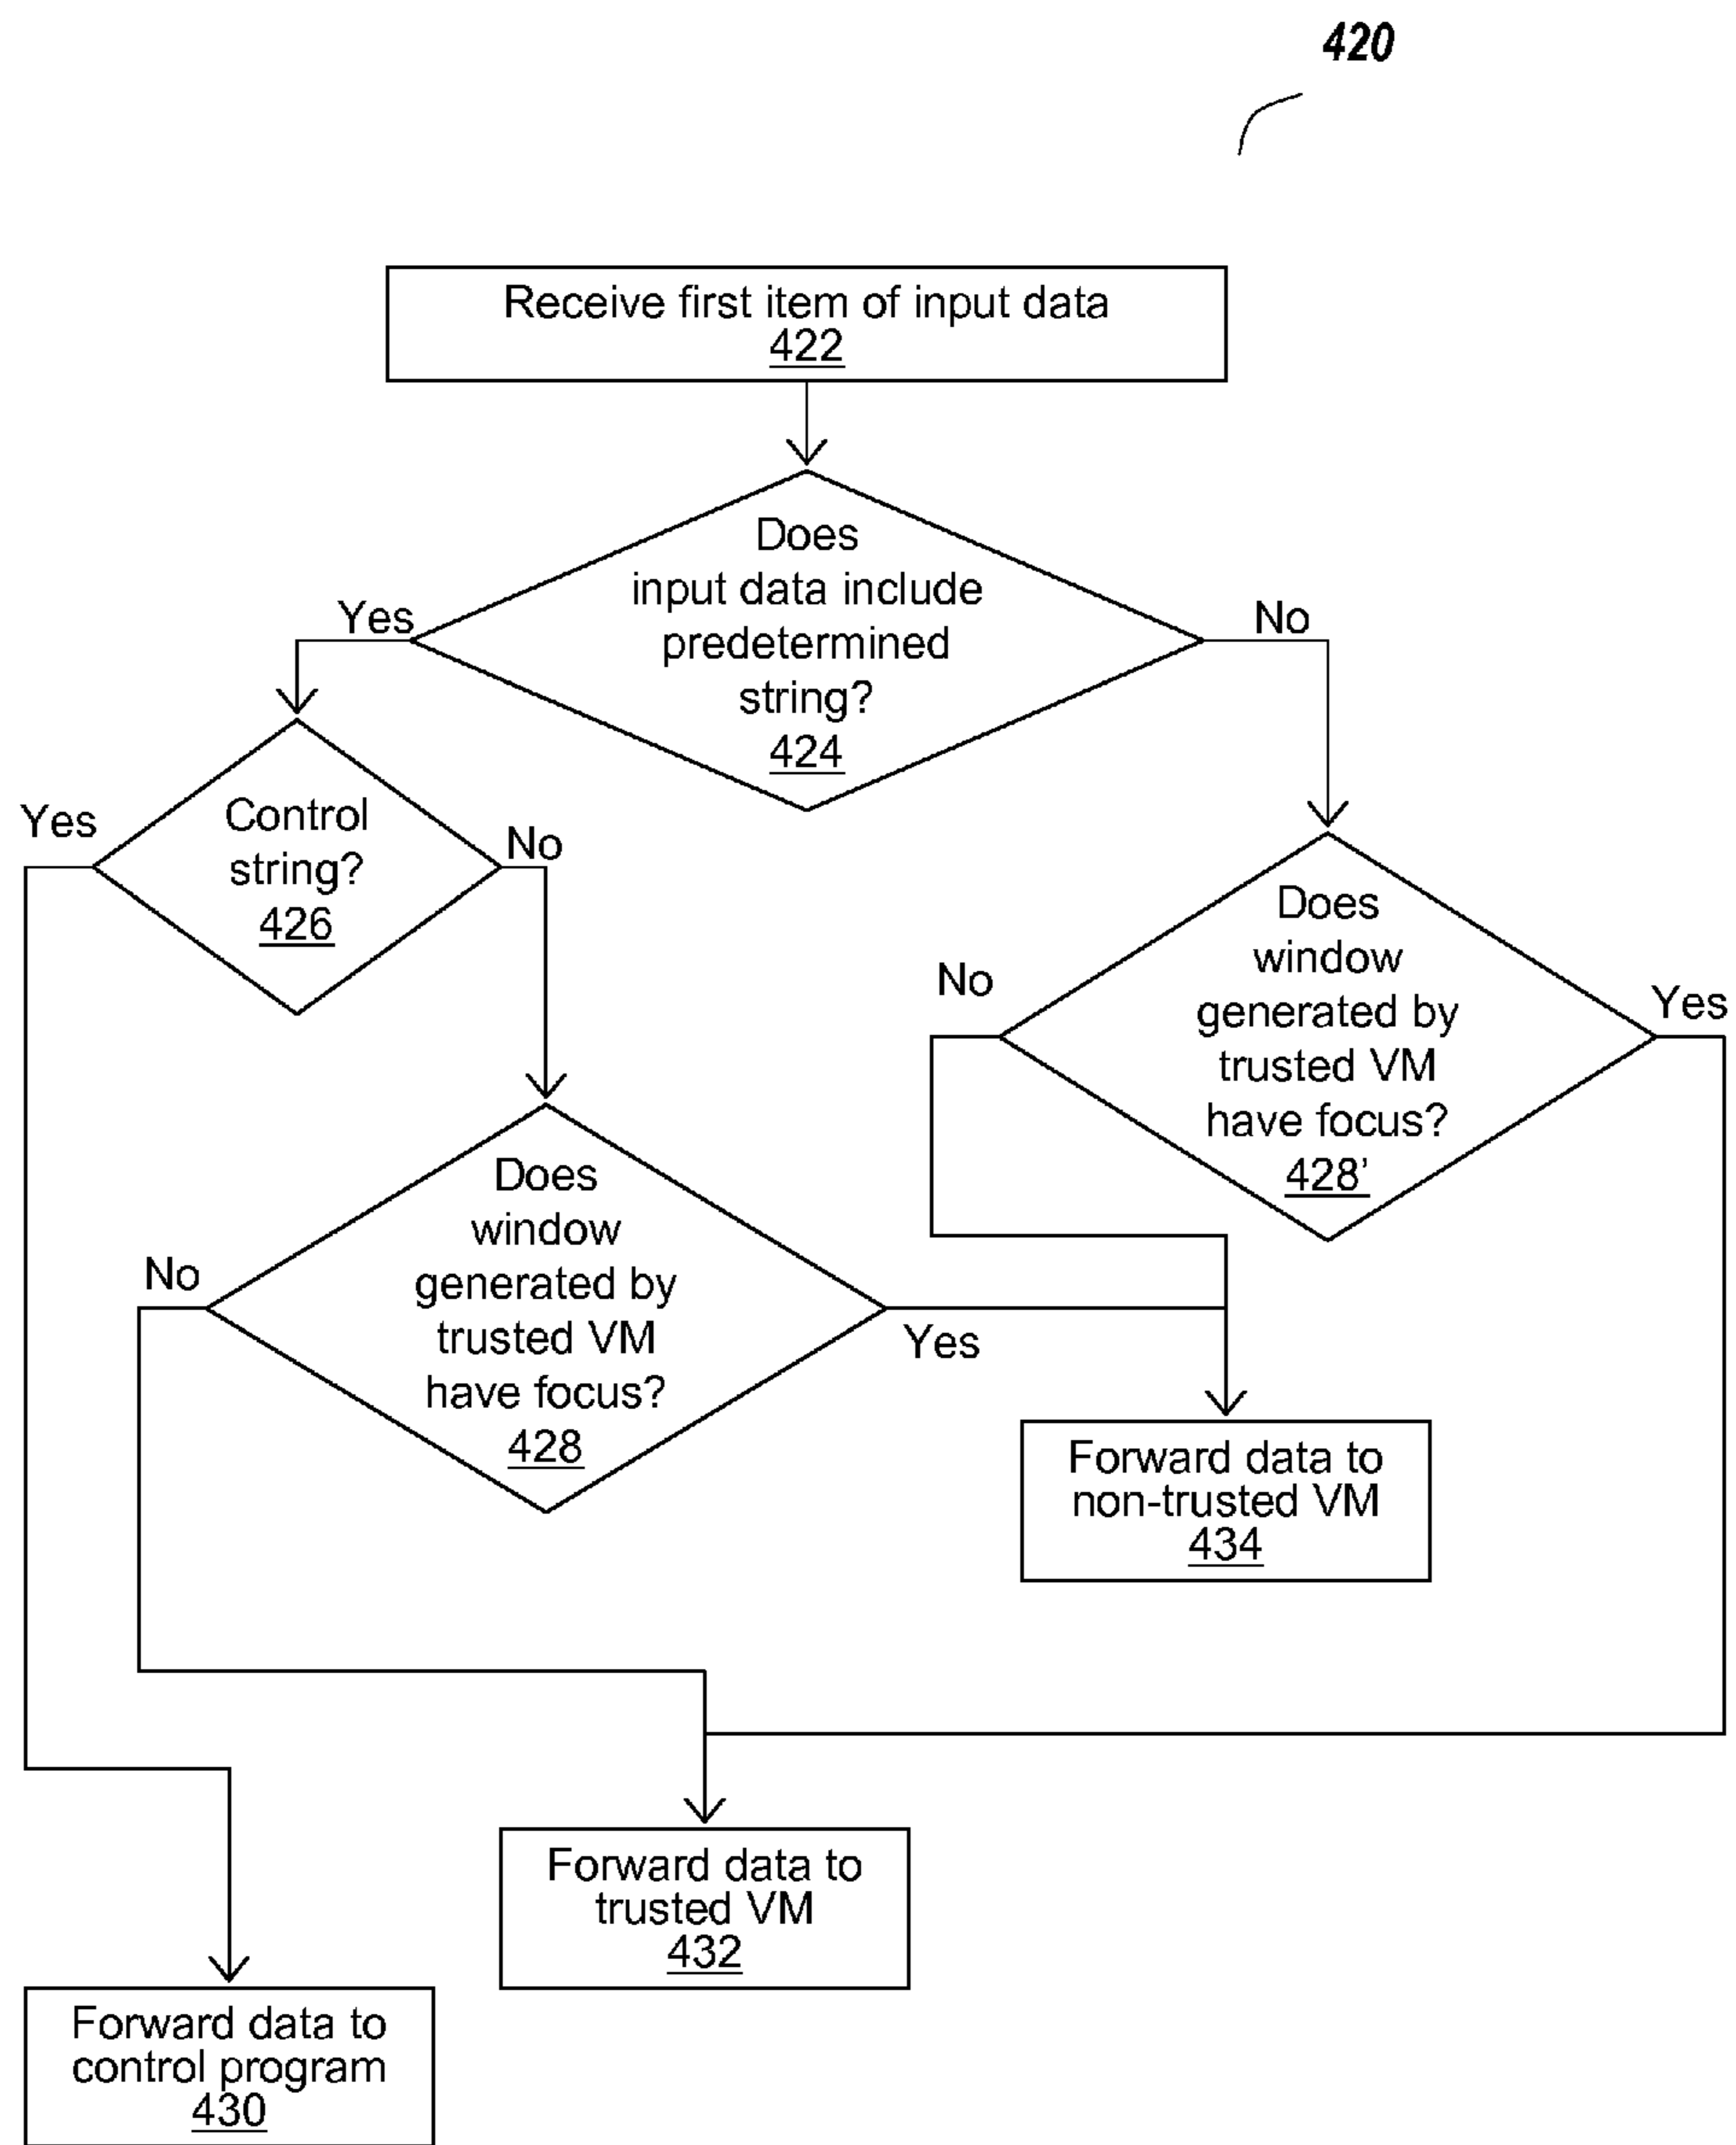 420
Receive first item of input data
422
Does
input data include
predetermined
string?
424
Yes
No
Control
string?
426
Yes
No
Does
window
generated by
trusted VM
have focus?
428'
No
Yes
Does
window
generated by
trusted VM
have focus?
428
No
Yes
Forward data to
non-trusted VM
434
Forward data to
trusted VM
432
Forward data to
control program
430